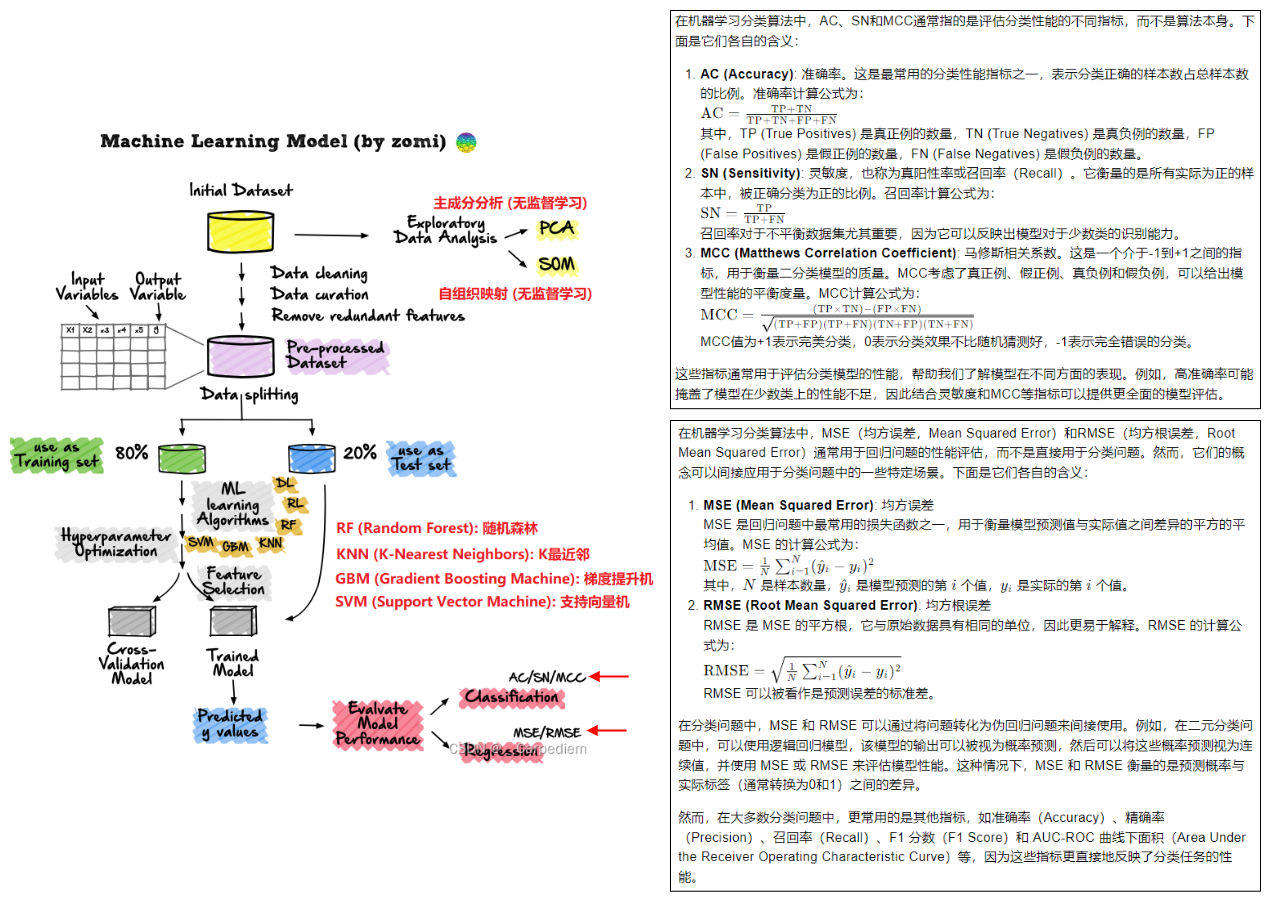 Machine Learning Model (by zomi)
Initial Dataset
主成分分析 (无监督学习)
Exploratory
Data Analysis
PCA
SOM
自组织映射 (无监督学习)
Data cleaning
Data curation
Remove redundant features
Input
Variables
Output
Variable
X1 X2 x3 x4 x5 y
Pre-processed
Dataset
Data splitting
use as
Training set
80%
20%
use as
Test set
ML
learning
Algorithms
DL
RL
RF
SVM
GBM
KNN
Hyperparameter
Optimization
Feature
Selection
RF (Random Forest): 随机森林
KNN (K-Nearest Neighbors): K最近邻
GBM (Gradient Boosting Machine): 梯度提升机
SVM (Support Vector Machine): 支持向量机
Cross-
Validation
Model
Trained
Model
Predicted
y values
Evaluate
Model
Performance
AC/SN/MCC
Classification
MSE/RMSE
Regression
在机器学习分类算法中，AC、SN和MCC通常指的是评估分类性能的不同指标，而不是算法本身。下
面是它们各自的含义：
1. AC (Accuracy): 准确率。这是最常用的分类性能指标之一，表示分类正确的样本数占总样本数
的比例。准确率计算公式为：
AC = \frac{TP+TN}{TP+TN+FP+FN}
其中，TP (True Positives) 是真正例的数量，TN (True Negatives) 是真负例的数量，FP
(False Positives) 是假正例的数量，FN (False Negatives) 是假负例的数量。
2. SN (Sensitivity): 灵敏度，也称为真阳性率或召回率（Recall）。它衡量的是所有实际为正的样
本中，被正确分类为正的比例。召回率计算公式为：
SN = \frac{TP}{TP+FN}
召回率对于不平衡数据集尤其重要，因为它可以反映出模型对于少数类的识别能力。
3. MCC (Matthews Correlation Coefficient): 马修斯相关系数。这是一个介于-1到+1之间的指
标，用于衡量二分类模型的质量。MCC考虑了真正例、假正例、真负例和假负例，可以给出模
型性能的平衡度量。MCC计算公式为：
MCC = \frac{(TP×TN)−(FP×FN)}{\sqrt{(TP+FP)(TP+FN)(TN+FP)(TN+FN)}}
MCC值为+1表示完美分类，0表示分类效果不比随机猜测好，-1表示完全错误的分类。
这些指标通常用于评估分类模型的性能，帮助我们了解模型在不同方面的表现。例如，高准确率可能
掩盖了模型在少数类上的性能不足，因此结合灵敏度和MCC等指标可以提供更全面的模型评估。
在机器学习分类算法中，MSE（均方误差，Mean Squared Error）和RMSE（均方根误差，Root
Mean Squared Error）通常用于回归问题的性能评估，而不是直接用于分类问题。然而，它们的概
念可以间接应用于分类问题中的一些特定场景。下面是它们各自的含义：
1. MSE (Mean Squared Error): 均方误差
MSE 是回归问题中最常用的损失函数之一，用于衡量模型预测值与实际值之间差异的平方的平
均值。MSE 的计算公式为：
MSE = \frac{1}{N} \sum_{i=1}^{N} (ŷ_i − y_i)^2
其中，N 是样本数量，ŷ_i 是模型预测的第 i 个值，y_i 是实际的第 i 个值。
2. RMSE (Root Mean Squared Error): 均方根误差
RMSE 是 MSE 的平方根，它与原始数据具有相同的单位，因此更易于解释。RMSE 的计算公
式为：
RMSE = \sqrt{\frac{1}{N} \sum_{i=1}^{N} (ŷ_i − y_i)^2}
RMSE 可以被看作是预测误差的标准差。
在分类问题中，MSE 和 RMSE 可以通过将问题转化为伪回归问题来间接使用。例如，在二元分类问
题中，可以使用逻辑回归模型，该模型的输出可以被视为概率预测，然后可以将这些概率预测视为连
续值，并使用 MSE 或 RMSE 来评估模型性能。这种情况下，MSE 和 RMSE 衡量的是预测概率与
实际标签（通常转换为0和1）之间的差异。
然而，在大多数分类问题中，更常用的是其他指标，如准确率（Accuracy）、精确率
（Precision）、召回率（Recall）、F1 分数（F1 Score）和 AUC-ROC 曲线下面积（Area Under
the Receiver Operating Characteristic Curve）等，因为这些指标更直接地反映了分类任务的性
能。